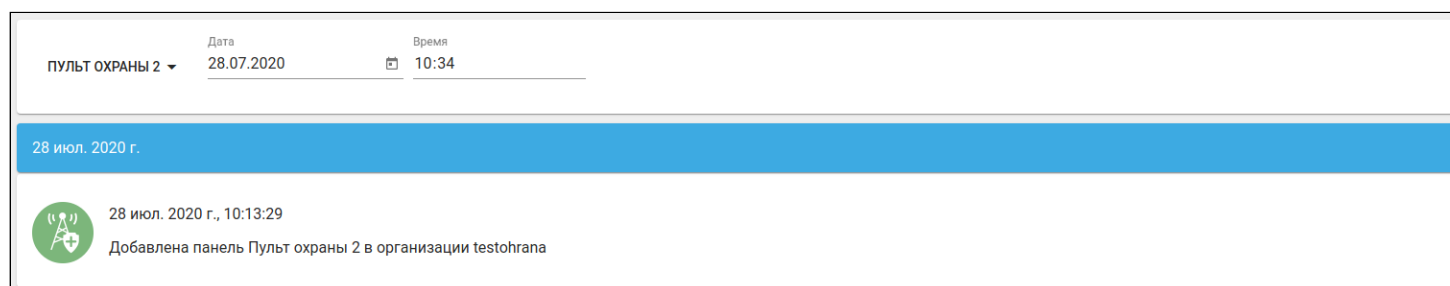 Дата
Время
ПУЛЬТ ОХРАНЫ 2
28.07.2020
10:34
28 июл. 2020 г.
28 июл. 2020 г., 10:13:29
Добавлена панель Пульт охраны 2 в организации testohrana